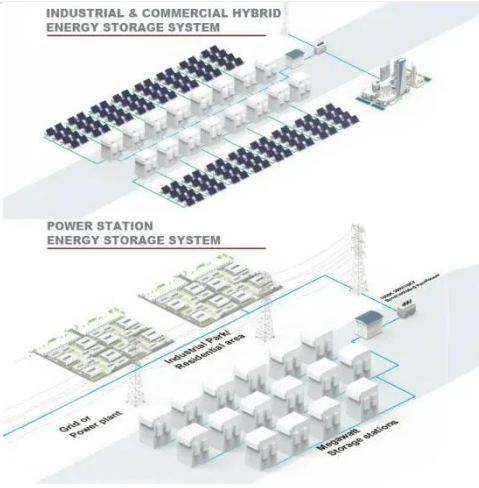 INDUSTRIAL & COMMERCIAL HYBRID
ENERGY STORAGE SYSTEM
POWER STATION
ENERGY STORAGE SYSTEM
Industrial Park/
Residential area
Grid or
Power plant
Megawatt
Storage stations